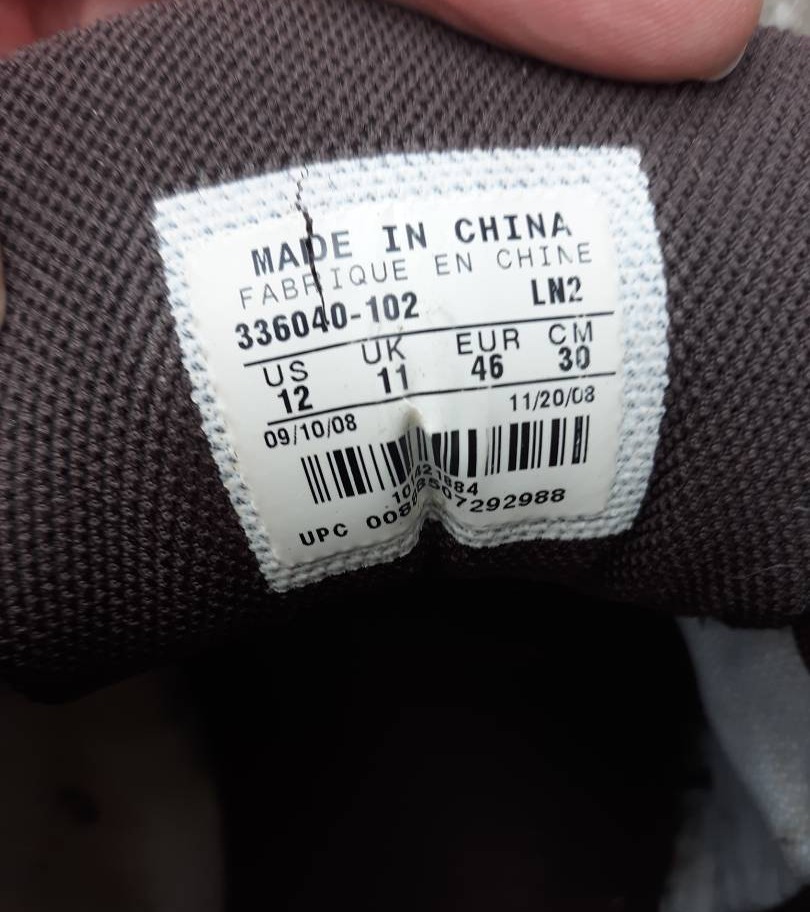 MADE IN CHINA
FABRIQUE EN CHINE
336040-102 LN2
US UK EUR CM
12 11 46 30
09/10/08 11/20/08
UPC